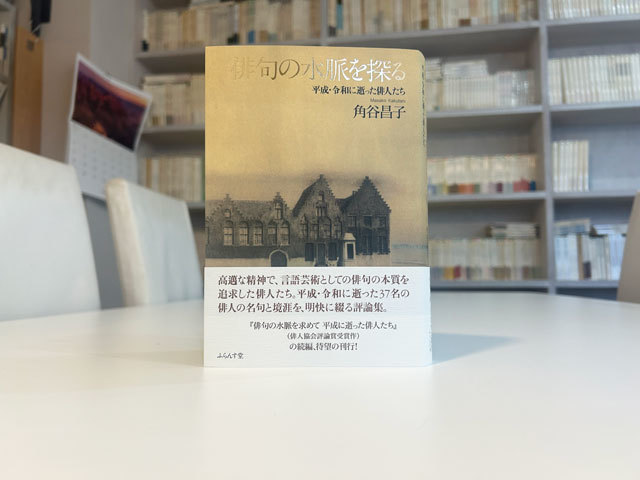 俳句の水脈を探る
平成・令和に逝った俳人たち
Masako Kakutani
角谷昌子
高邁な精神で、言語芸術としての俳句の本質を
追求した俳人たち。平成・令和に逝った37名の
俳人の名句と境涯を、明快に綴る評論集。
『俳句の水脈を求めて 平成に逝った俳人たち』
（俳人協会評論賞受賞作）
の続編、待望の刊行!
ふらんす堂